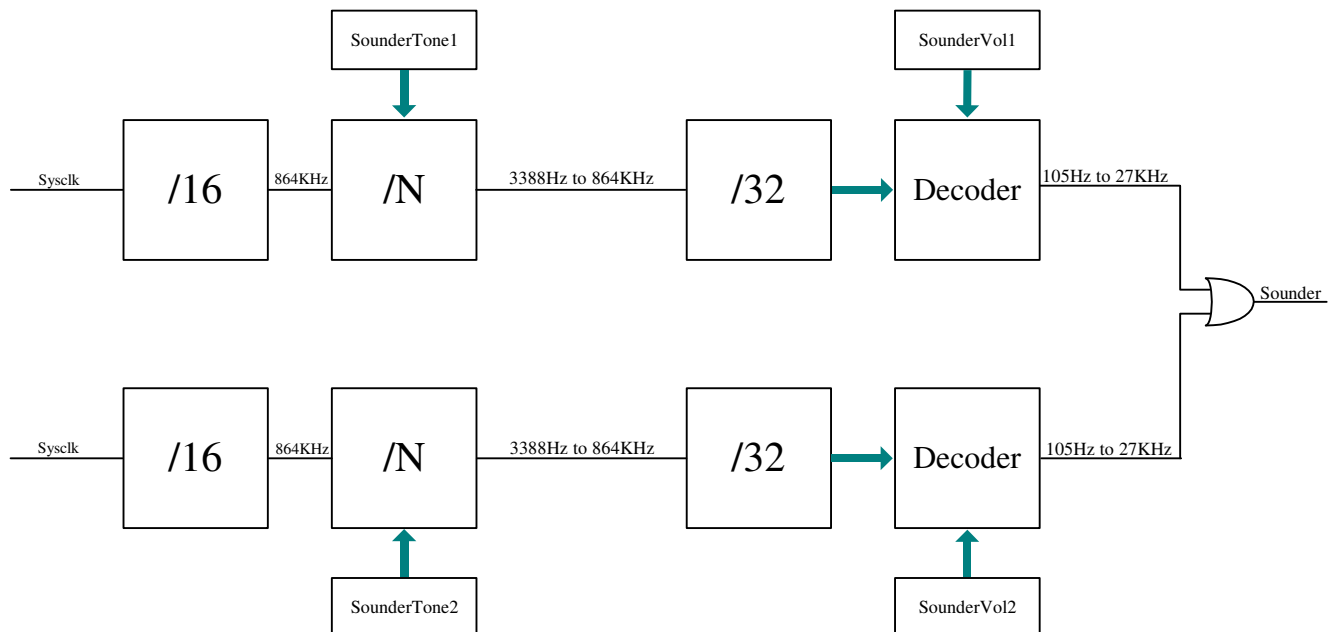 SounderTone1
SounderVol1
Sysclk
/16
864KHz
/N
3388Hz to 864KHz
/32
Decoder
105Hz to 27KHz
Sounder
Sysclk
/16
864KHz
/N
3388Hz to 864KHz
/32
Decoder
105Hz to 27KHz
SounderTone2
SounderVol2